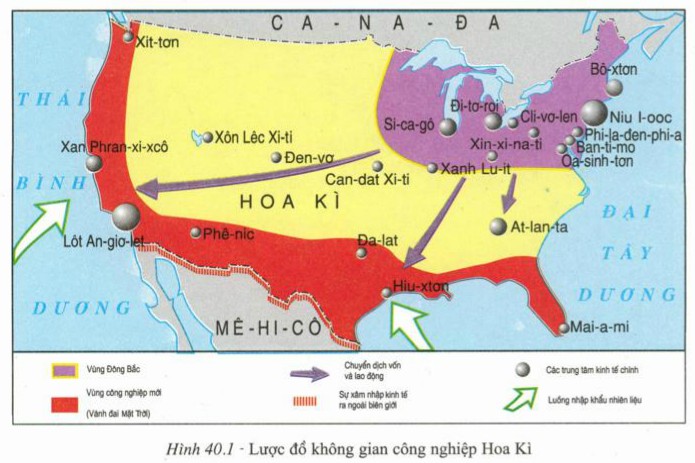 CA-NA-ĐA
Xit-tơn
Bô-xtơn
THÁI
Đi-tơ-roi
Cli-vơ-len
Niu I-ooc
Si-ca-gô
Phi-la-đen-phi-a
Xôn Lêc Xi-ti
Xin-xi-na-ti
Ban-ti-mo
Xan Phran-xi-xcô
Đen-vơ
Oa-sinh-tơn
Can-dat Xi-ti
Xanh Lu-it
BÌNH
HOA KÌ
ĐẠI
Lôt An-giơ-let
Phê-nic
At-lan-ta
Đa-lat
TÂY
Hiu-xtơn
DƯƠNG
DƯƠNG
MÊ-HI-CÔ
Mai-a-mi
Vùng Đông Bắc
Vùng công nghiệp mới
(Vành đai Mặt Trời)
Chuyển dịch vốn
và lao động
Sự xâm nhập kinh tế
ra ngoài biên giới
Các trung tâm kinh tế chính
Luồng nhập khẩu nhiên liệu
Hình 40.1 - Lược đồ không gian công nghiệp Hoa Kì